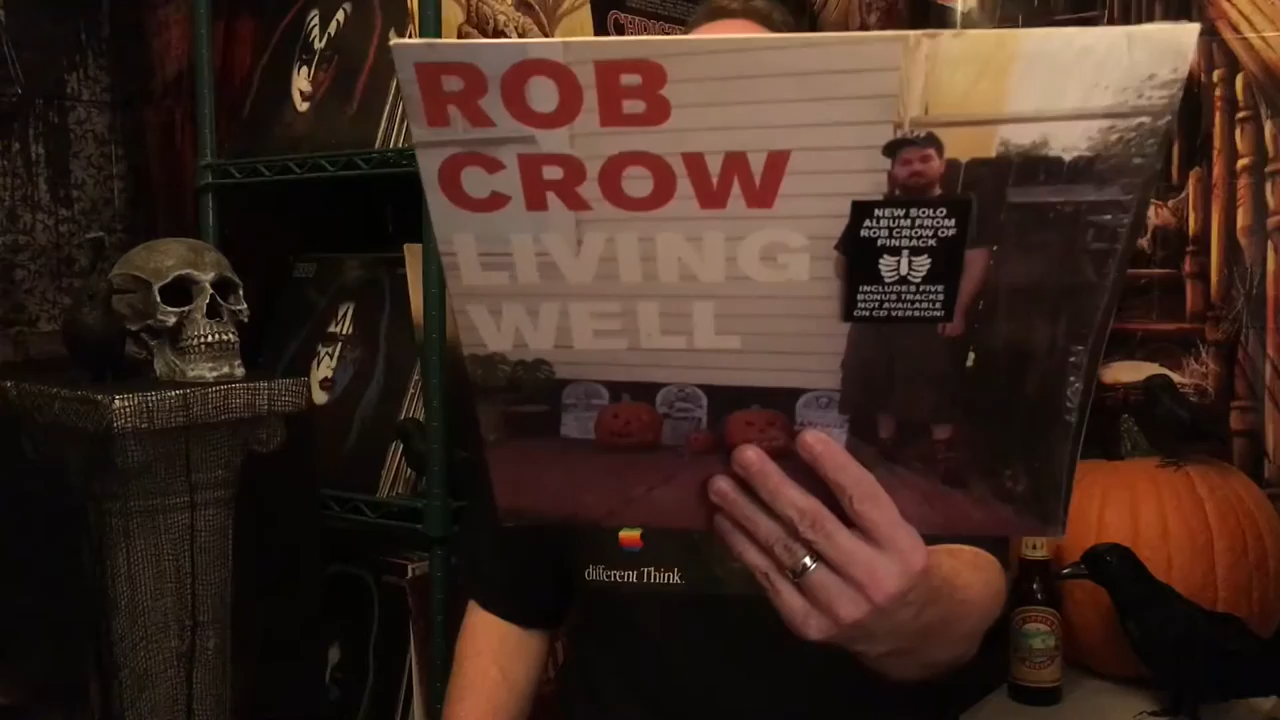 ROB
CROW
LIVING
WELL
NEW SOLO
ALBUM FROM
ROB CROW OF
PINBACK
INCLUDES FIVE
BONUS TRACKS
NOT AVAILABLE
ON CD VERSION!
different Think.